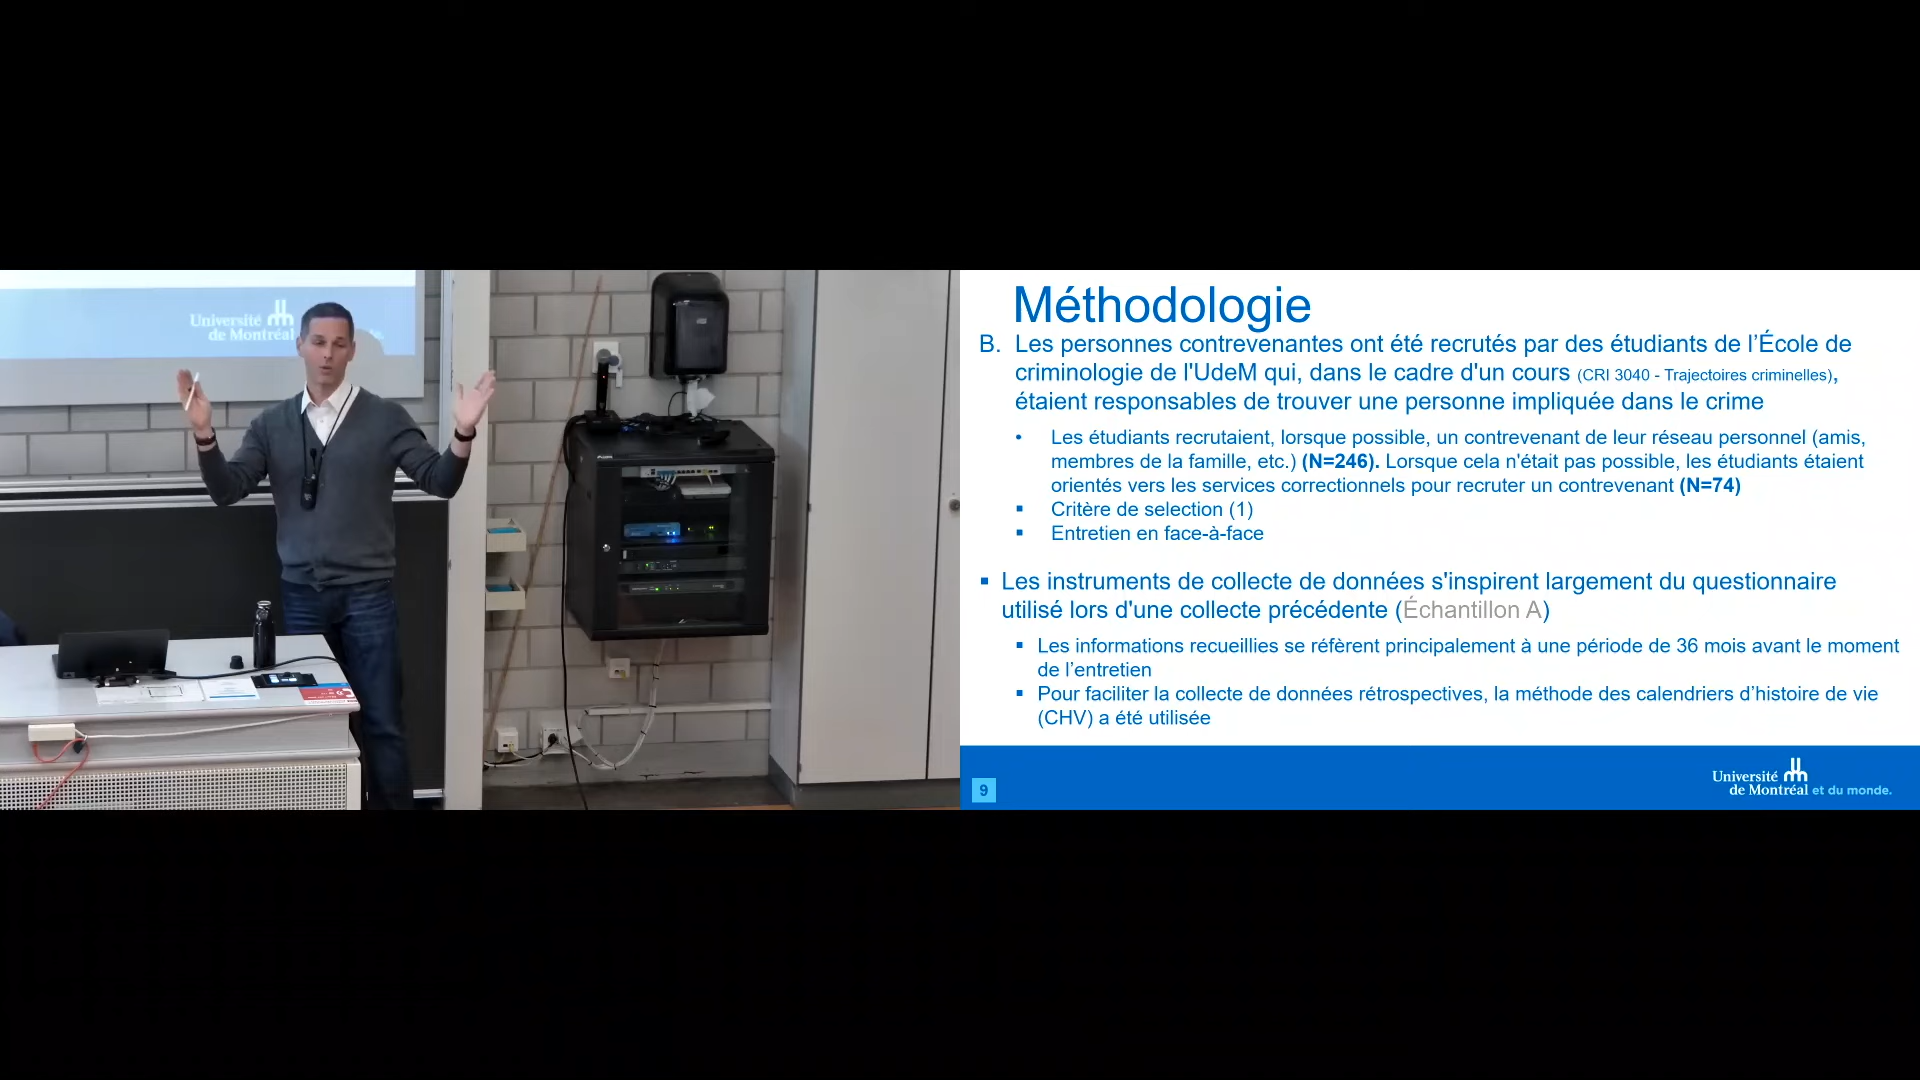 Université
de Montréal
Méthodologie
B. Les personnes contrevenantes ont été recrutés par des étudiants de l’École de
criminologie de l'UdeM qui, dans le cadre d'un cours (CRI 3040 - Trajectoires criminelles),
étaient responsables de trouver une personne impliquée dans le crime
• Les étudiants recrutaient, lorsque possible, un contrevenant de leur réseau personnel (amis,
membres de la famille, etc.) (N=246). Lorsque cela n'était pas possible, les étudiants étaient
orientés vers les services correctionnels pour recruter un contrevenant (N=74)
▪ Critère de selection (1)
▪ Entretien en face-à-face
▪ Les instruments de collecte de données s'inspirent largement du questionnaire
utilisé lors d'une collecte précédente (Échantillon A)
▪ Les informations recueillies se réfèrent principalement à une période de 36 mois avant le moment
de l’entretien
▪ Pour faciliter la collecte de données rétrospectives, la méthode des calendriers d’histoire de vie
(CHV) a été utilisée
9
Université
de Montréal et du monde.